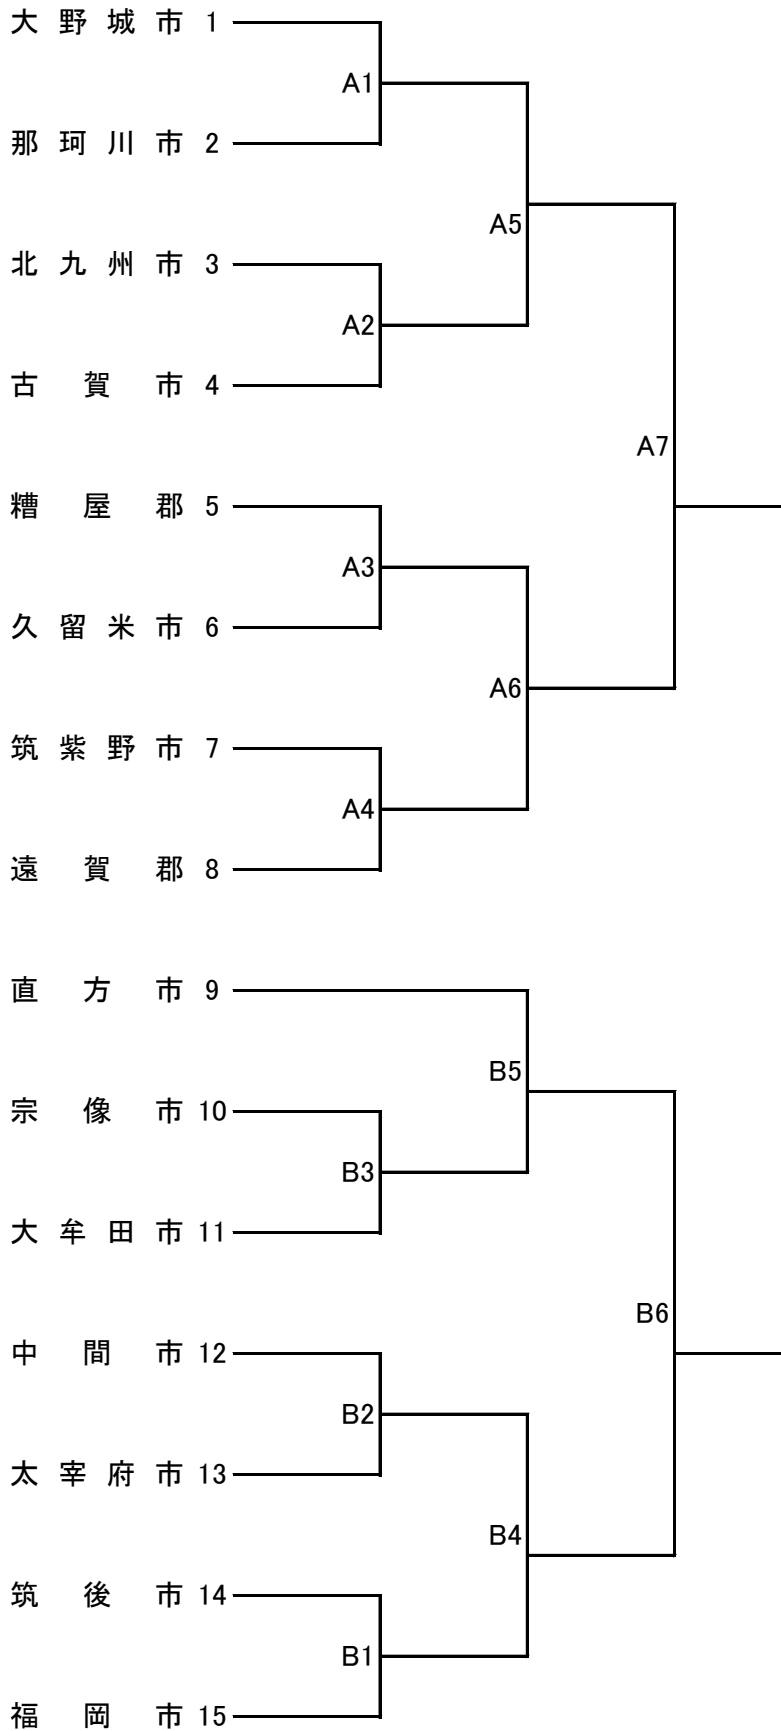 大野城市 1
A1
那珂川市 2
A5
北九州市 3
A2
古賀市 4
A7
糟屋郡 5
A3
久留米市 6
A6
筑紫野市 7
A4
遠賀郡 8
直方市 9
B5
宗像市 10
B3
大牟田市 11
B6
中間市 12
B2
太宰府市 13
B4
筑後市 14
B1
福岡市 15